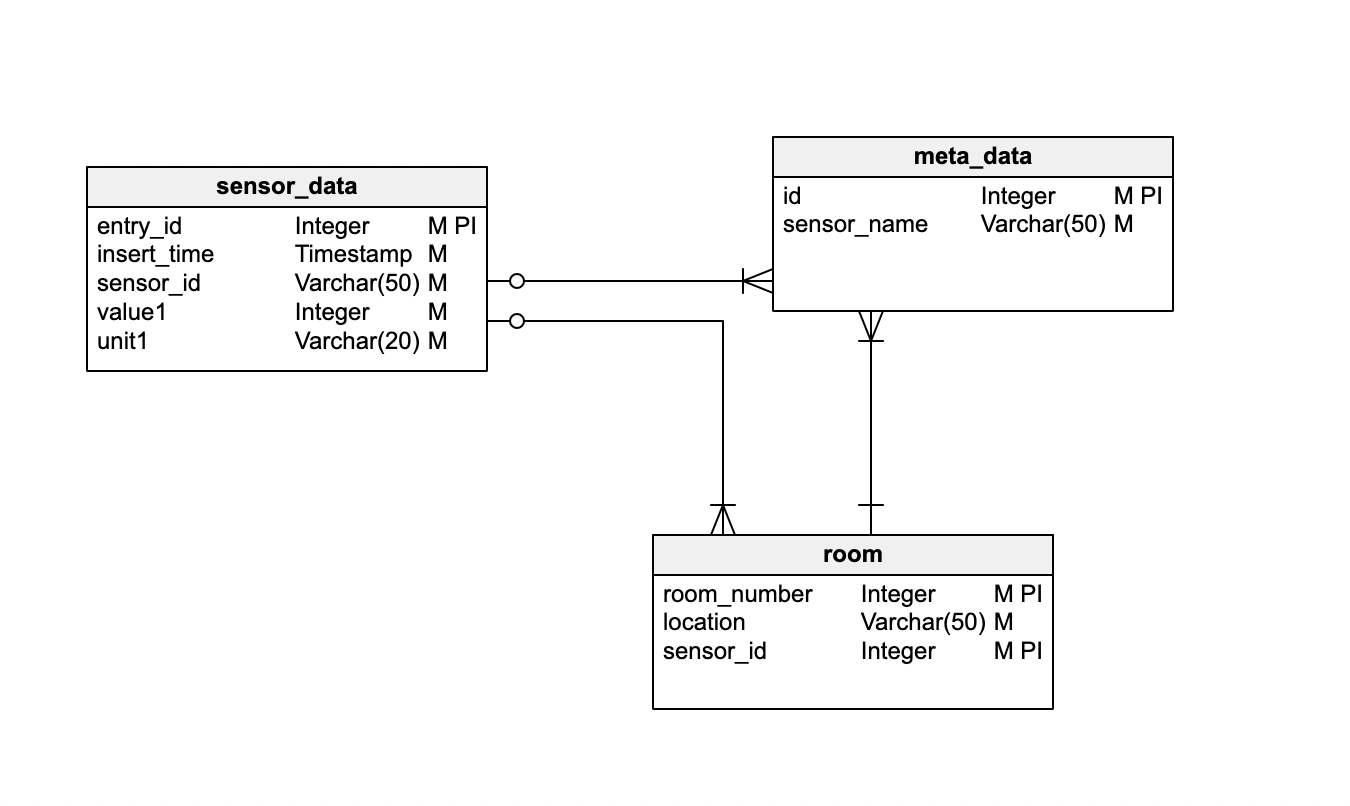 sensor_data
entry_id Integer M PI
insert_time Timestamp M
sensor_id Varchar(50) M
value1 Integer M
unit1 Varchar(20) M
meta_data
id Integer M PI
sensor_name Varchar(50) M
room
room_number Integer M PI
location Varchar(50) M
sensor_id Integer M PI